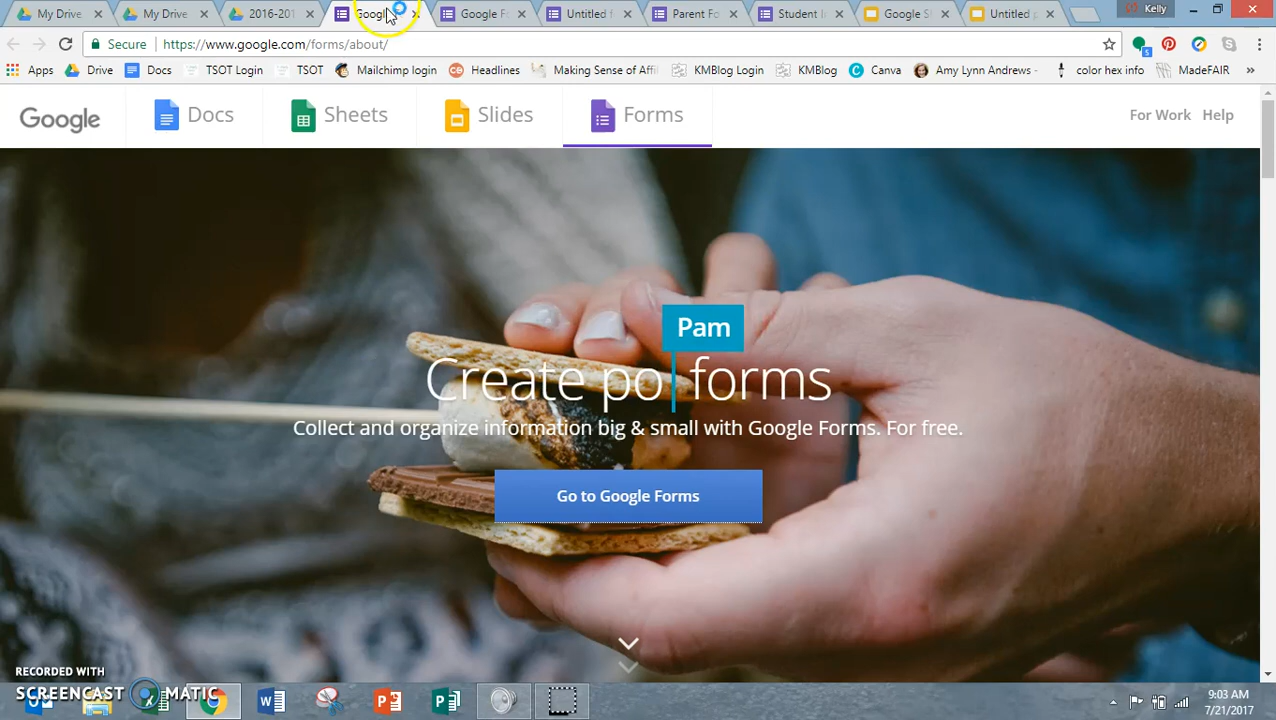 My Drive
My Drive
2016-201
Googl
Google Fo
Untitled f
Parent Fo
Student I
Google S
Untitled p
Kelly
Secure
https://www.google.com/forms/about/
Apps
Drive
Docs
TSOT Login
TSOT
Mailchimp login
Headlines
Making Sense of Affil
KMBlog Login
KMBlog
Canva
Amy Lynn Andrews -
color hex info
MadeFAIR
»
Google
Docs
Sheets
Slides
Forms
For Work
Help
Pam
Create po forms
Collect and organize information big & small with Google Forms. For free.
Go to Google Forms
RECORDED WITH
SCREENCAST MATIC
9:03 AM
7/21/2017